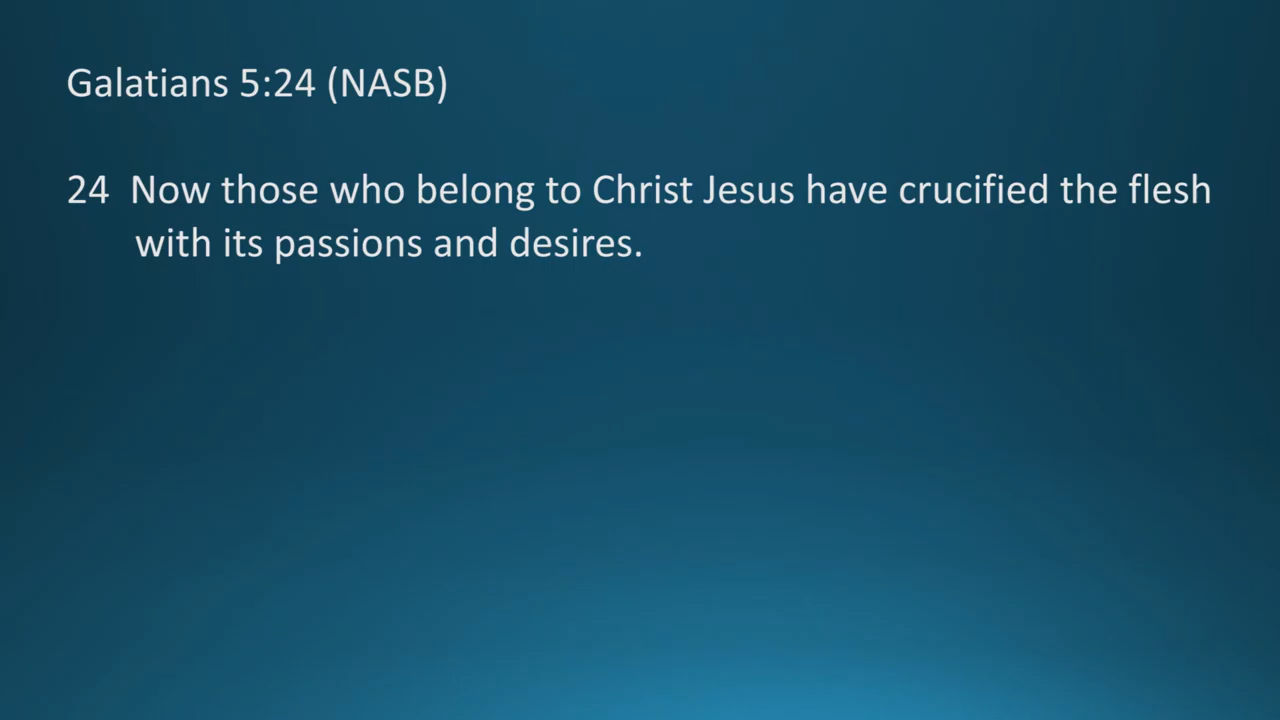 Galatians 5:24 (NASB)
24 Now those who belong to Christ Jesus have crucified the flesh
with its passions and desires.